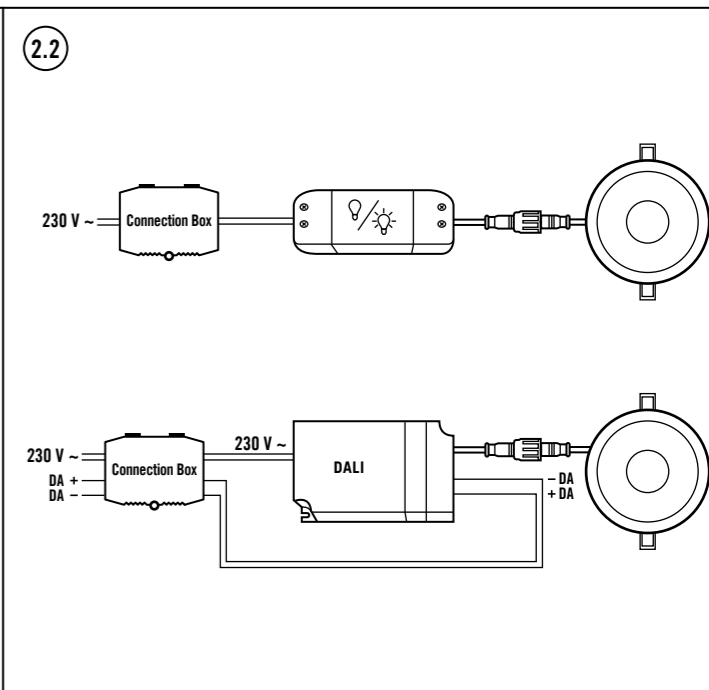 2.2
230 V ~
Connection Box
230 V ~
230 V ~
Connection Box
DALI
DA +
DA −
− DA
+ DA